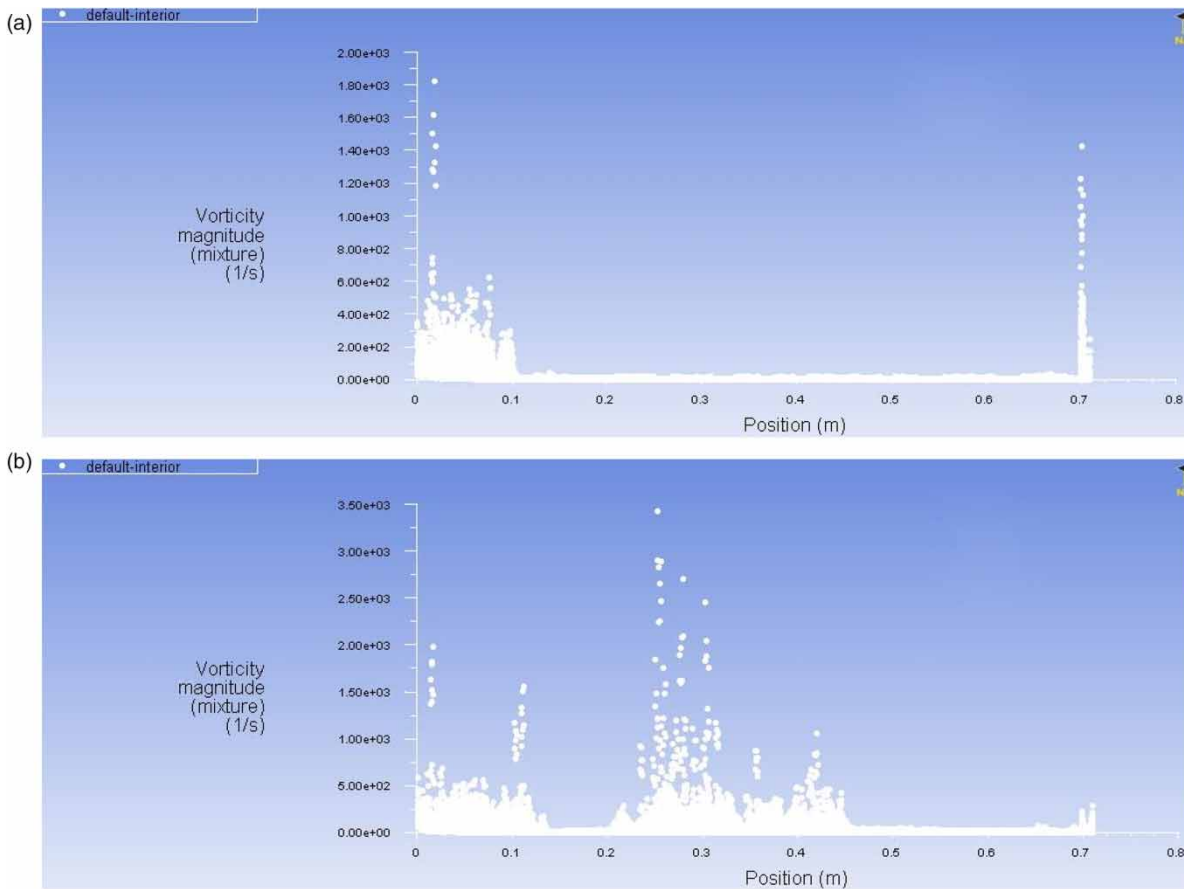 (a)
default-interior
2.00e+03
1.80e+03
1.60e+03
1.40e+03
1.20e+03
1.00e+03
8.00e+02
6.00e+02
4.00e+02
2.00e+02
0.00e+00
Vorticity
magnitude
(mixture)
(1/s)
0 0.1 0.2 0.3 0.4 0.5 0.6 0.7 0.8
Position (m)
(b)
default-interior
3.50e+03
3.00e+03
2.50e+03
2.00e+03
1.50e+03
1.00e+03
5.00e+02
0.00e+00
Vorticity
magnitude
(mixture)
(1/s)
0 0.1 0.2 0.3 0.4 0.5 0.6 0.7 0.8
Position (m)